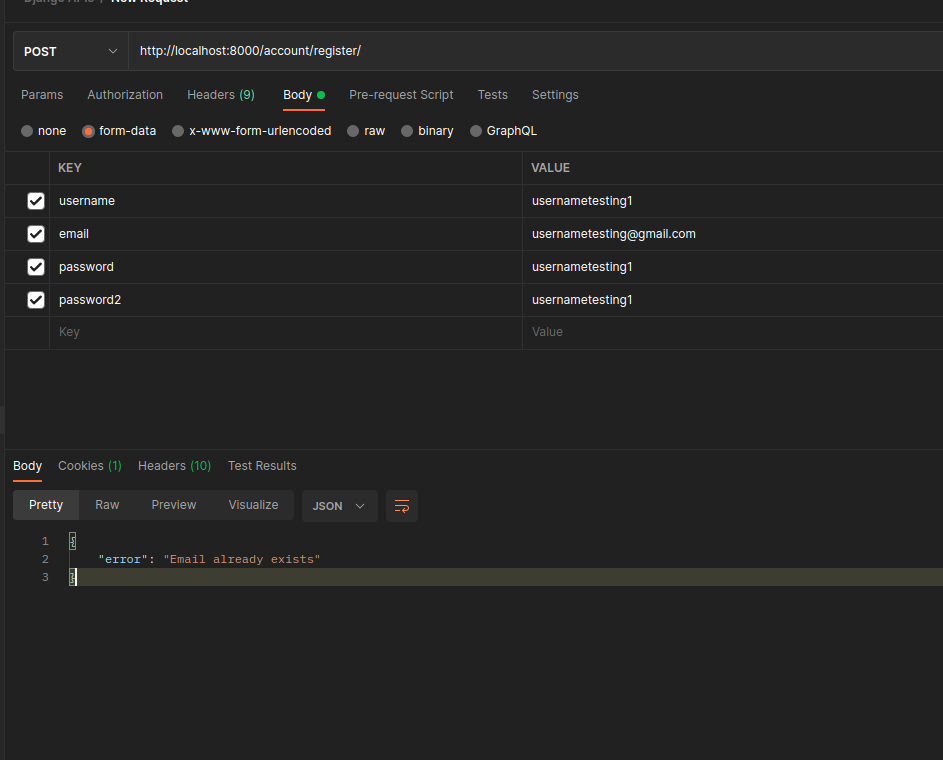 Django APIs / New Request
POST http://localhost:8000/account/register/
Params Authorization Headers (9) Body Pre-request Script Tests Settings
none form-data x-www-form-urlencoded raw binary GraphQL
KEY VALUE
username usernametesting1
email usernametesting@gmail.com
password usernametesting1
password2 usernametesting1
Key Value
Body Cookies (1) Headers (10) Test Results
Pretty Raw Preview Visualize JSON
1 {
2 "error": "Email already exists"
3 }